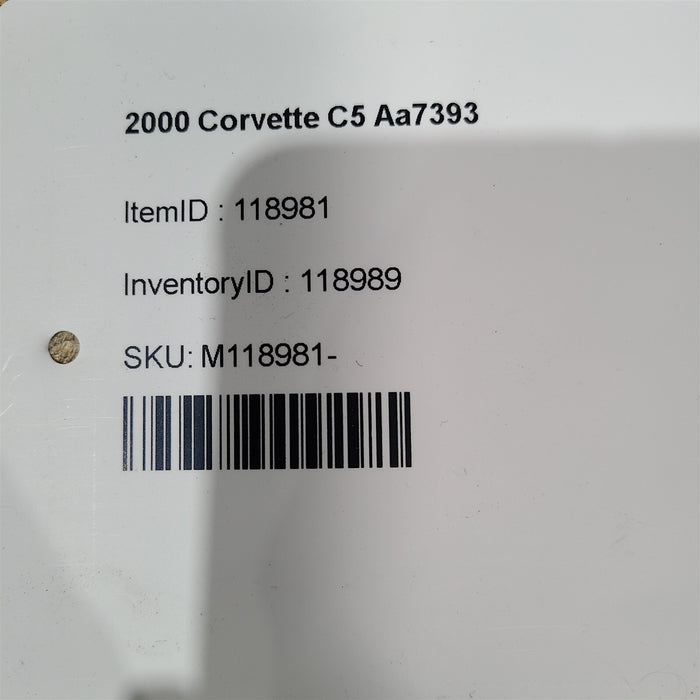 2000 Corvette C5 Aa7393
ItemID : 118981
InventoryID : 118989
SKU: M118981-